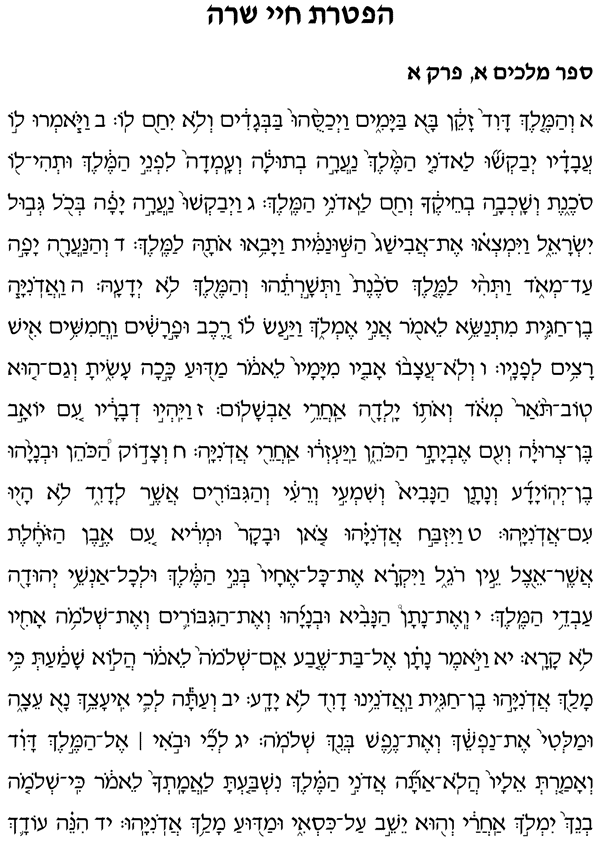 הפטרת חיי שרה
ספר מלכים א, פרק א
א וְהַמֶּ֤לֶךְ דָּוִד֙ זָקֵ֔ן בָּ֖א בַּיָּמִ֑ים וַיְכַסֻּ֙הוּ֙ בַּבְּגָדִ֔ים וְלֹ֥א יִחַ֖ם לֽוֹ׃ ב וַיֹּ֧אמְרוּ ל֣וֹ
עֲבָדָ֗יו יְבַקְשׁ֞וּ לַאדֹנִ֤י הַמֶּ֙לֶךְ֙ נַעֲרָ֣ה בְתוּלָ֔ה וְעָֽמְדָה֙ לִפְנֵ֣י הַמֶּ֔לֶךְ וּתְהִי־ל֖וֹ
סֹכֶ֑נֶת וְשָׁכְבָ֣ה בְחֵיקֶ֔ךָ וְחַ֖ם לַאדֹנִ֥י הַמֶּֽלֶךְ׃ ג וַיְבַקְשׁוּ֙ נַעֲרָ֣ה יָפָ֔ה בְּכֹ֖ל גְּב֣וּל
יִשְׂרָאֵ֑ל וַֽיִּמְצְא֗וּ אֶת־אֲבִישַׁג֙ הַשּׁ֣וּנַמִּ֔ית וַיָּבִ֥אוּ אֹתָ֖הּ לַמֶּֽלֶךְ׃ ד וְהַֽנַּעֲרָ֖ה יָפָ֣ה
עַד־מְאֹ֑ד וַתְּהִ֨י לַמֶּ֤לֶךְ סֹכֶ֙נֶת֙ וַתְּשָׁ֣רְתֵ֔הוּ וְהַמֶּ֖לֶךְ לֹ֥א יְדָעָֽהּ׃ ה וַאֲדֹנִיָּ֧ה
בֶן־חַגִּ֛ית מִתְנַשֵּׂ֥א לֵאמֹ֖ר אֲנִ֣י אֶמְלֹ֑ךְ וַיַּ֣עַשׂ ל֗וֹ רֶ֚כֶב וּפָ֣רָשִׁ֔ים וַחֲמִשִּׁ֥ים אִ֖ישׁ
רָצִ֥ים לְפָנָֽיו׃ ו וְלֹֽא־עֲצָב֨וֹ אָבִ֤יו מִיָּמָיו֙ לֵאמֹ֔ר מַדּ֖וּעַ כָּ֣כָה עָשִׂ֑יתָ וְגַם־ה֤וּא
טֽוֹב־תֹּ֙אַר֙ מְאֹ֔ד וְאֹת֥וֹ יָלְדָ֖ה אַחֲרֵ֥י אַבְשָׁלֽוֹם׃ ז וַיִּֽהְי֣וּ דְבָרָ֔יו עִ֚ם יוֹאָ֣ב
בֶּן־צְרוּיָ֔ה וְעִ֖ם אֶבְיָתָ֣ר הַכֹּהֵ֑ן וַֽיַּעְזְר֔וּ אַחֲרֵ֖י אֲדֹנִיָּֽה׃ ח וְצָד֣וֹק הַ֠כֹּהֵן וּבְנָיָ֨הוּ
בֶן־יְהוֹיָדָ֜ע וְנָתָ֤ן הַנָּבִיא֙ וְשִׁמְעִ֣י וְרֵעִ֔י וְהַגִּבּוֹרִ֖ים אֲשֶׁ֣ר לְדָוִ֑ד לֹ֥א הָי֖וּ
עִם־אֲדֹנִיָּֽהוּ׃ ט וַיִּזְבַּ֣ח אֲדֹנִיָּ֗הוּ צֹ֤אן וּבָקָר֙ וּמְרִ֔יא עִ֚ם אֶ֣בֶן הַזֹּחֶ֔לֶת
אֲשֶׁר־אֵ֖צֶל עֵ֣ין רֹגֵ֑ל וַיִּקְרָ֗א אֶת־כָּל־אֶחָיו֙ בְּנֵ֣י הַמֶּ֔לֶךְ וּלְכָל־אַנְשֵׁ֥י יְהוּדָ֖ה
עַבְדֵ֥י הַמֶּֽלֶךְ׃ י וְֽאֶת־נָתָן֩ הַנָּבִ֨יא וּבְנָיָ֜הוּ וְאֶת־הַגִּבּוֹרִ֛ים וְאֶת־שְׁלֹמֹ֥ה אָחִ֖יו
לֹ֥א קָרָֽא׃ יא וַיֹּ֣אמֶר נָתָ֗ן אֶל־בַּת־שֶׁ֤בַע אֵם־שְׁלֹמֹה֙ לֵאמֹ֔ר הֲל֣וֹא שָׁמַ֔עַתְּ כִּ֥י
מָלַ֖ךְ אֲדֹנִיָּ֣הוּ בֶן־חַגִּ֑ית וַאֲדֹנֵ֥ינוּ דָוִ֖ד לֹ֥א יָדָֽע׃ יב וְעַתָּ֕ה לְכִ֛י אִיעָצֵ֥ךְ נָ֖א עֵצָ֑ה
וּמַלְּטִי֙ אֶת־נַפְשֵׁ֔ךְ וְאֶת־נֶ֥פֶשׁ בְּנֵ֖ךְ שְׁלֹמֹֽה׃ יג לְכִ֞י וּבֹ֣אִי ׀ אֶל־הַמֶּ֣לֶךְ דָּוִ֗ד
וְאָמַ֤רְתְּ אֵלָיו֙ הֲלֹֽא־אַתָּ֞ה אֲדֹנִ֣י הַמֶּ֗לֶךְ נִשְׁבַּ֤עְתָּ לַאֲמָֽתְךָ֙ לֵאמֹ֔ר כִּֽי־שְׁלֹמֹ֤ה
בְנֵךְ֙ יִמְלֹ֣ךְ אַחֲרַ֔י וְה֖וּא יֵשֵׁ֣ב עַל־כִּסְאִ֑י וּמַדּ֖וּעַ מָלַ֥ךְ אֲדֹנִיָּֽהוּ׃ יד הִנֵּ֗ה עוֹדָ֛ךְ